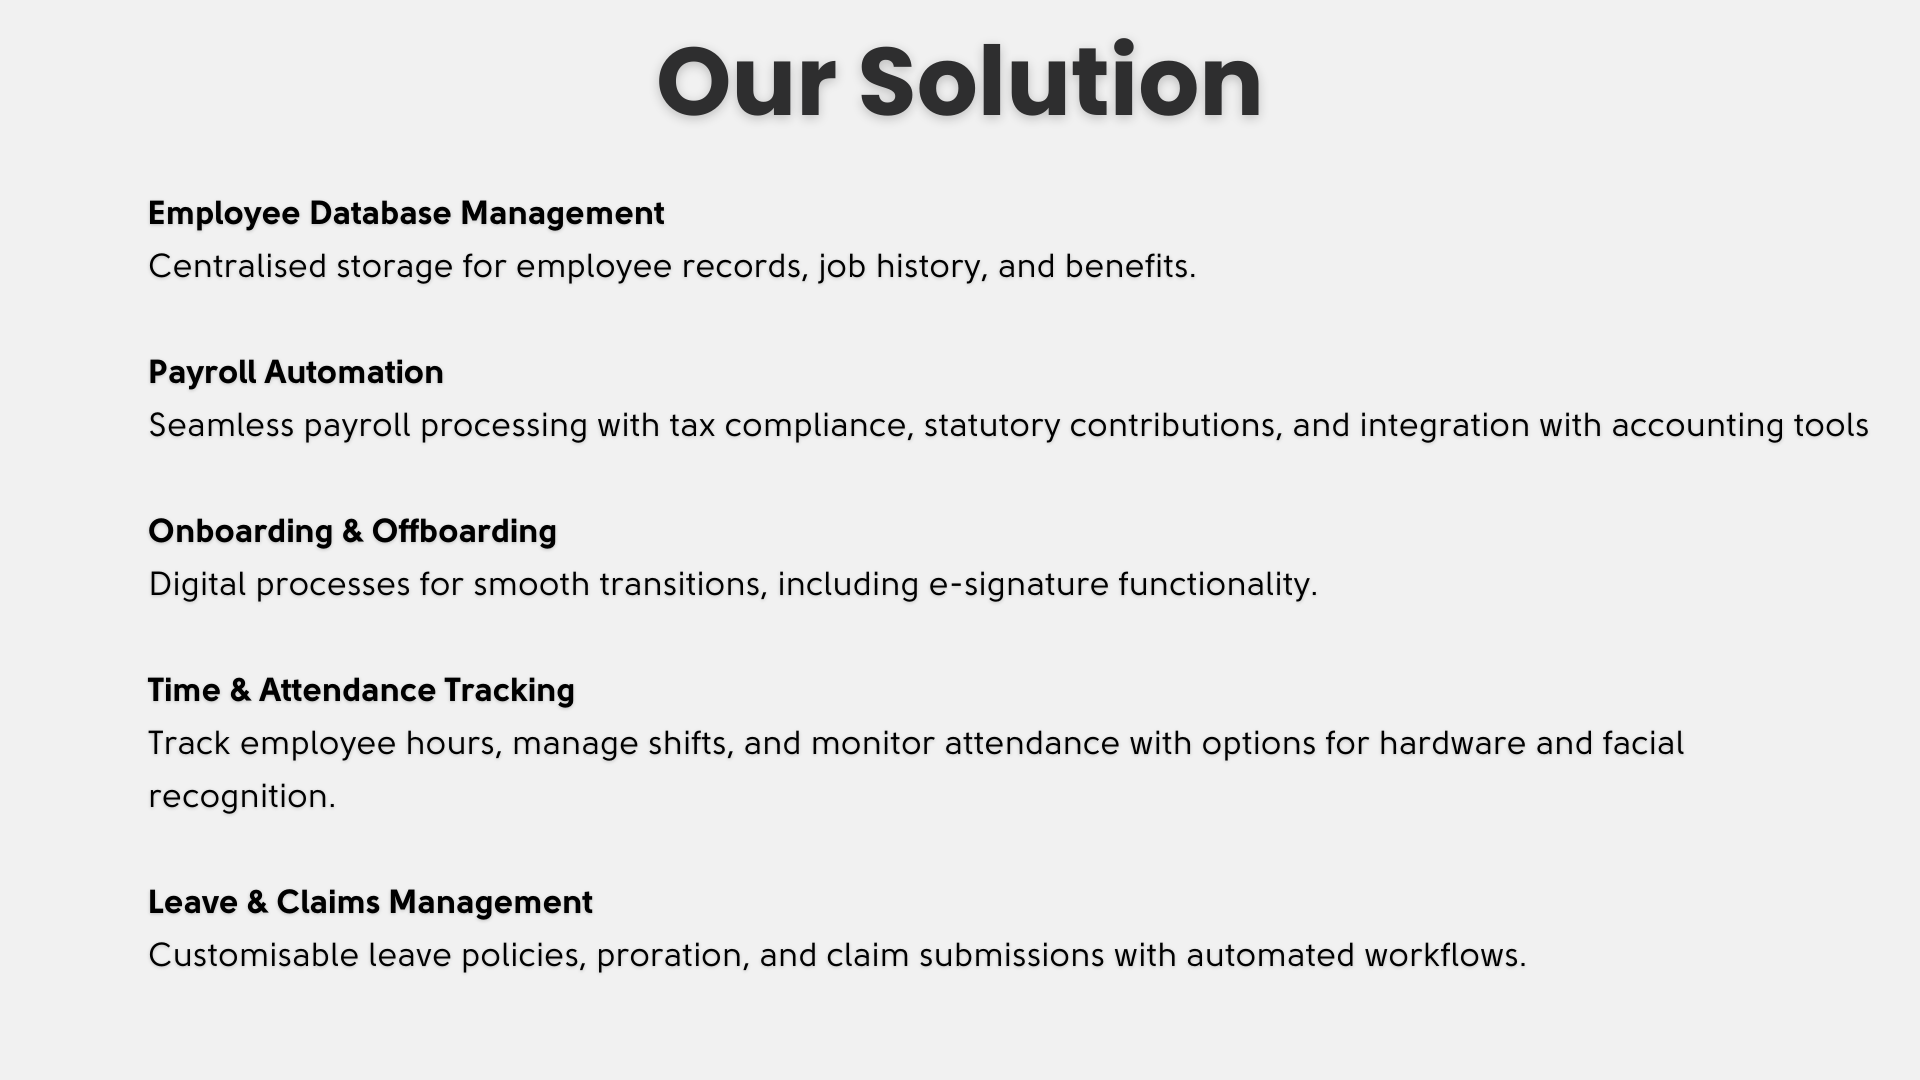 Our Solution
Employee Database Management
Centralised storage for employee records, job history, and benefits.
Payroll Automation
Seamless payroll processing with tax compliance, statutory contributions, and integration with accounting tools
Onboarding & Offboarding
Digital processes for smooth transitions, including e-signature functionality.
Time & Attendance Tracking
Track employee hours, manage shifts, and monitor attendance with options for hardware and facial
recognition.
Leave & Claims Management
Customisable leave policies, proration, and claim submissions with automated workflows.